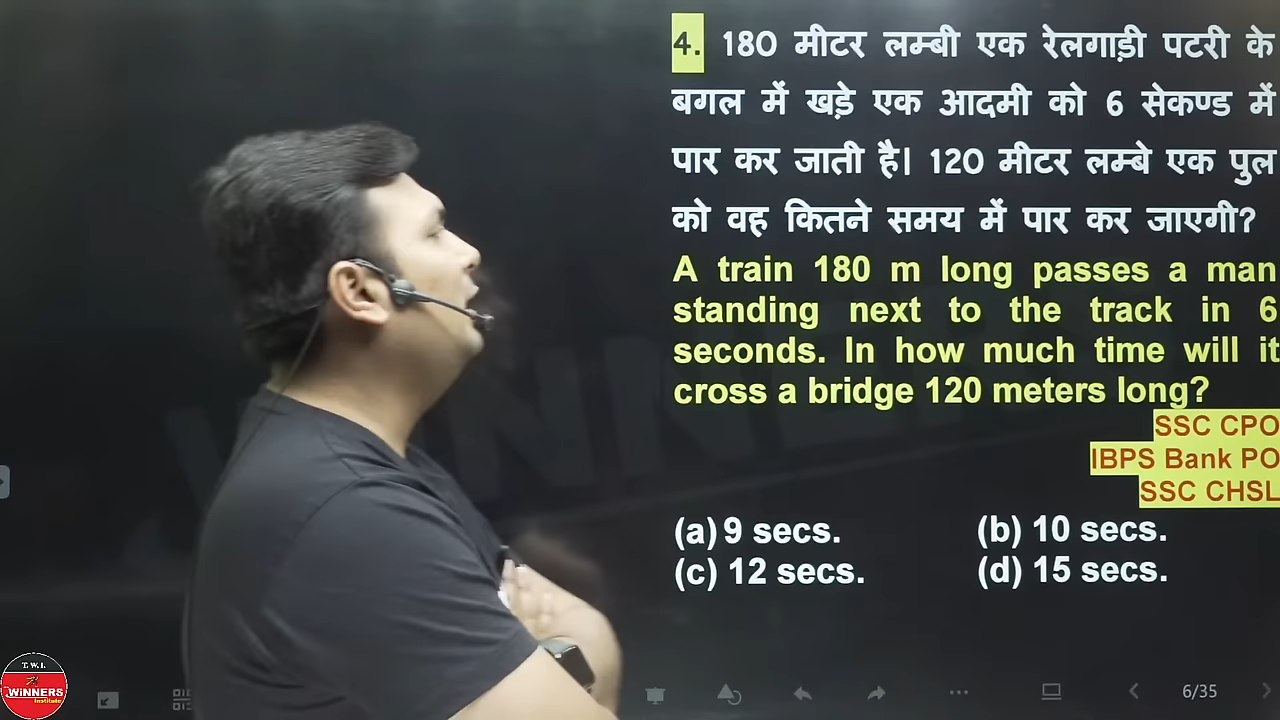 4. 180 मीटर लम्बी एक रेलगाड़ी पटरी के
बगल में खड़े एक आदमी को 6 सेकण्ड में
पार कर जाती है। 120 मीटर लम्बे एक पुल
को वह कितने समय में पार कर जाएगी?
A train 180 m long passes a man
standing next to the track in 6
seconds. In how much time will it
cross a bridge 120 meters long?
SSC CPO
IBPS Bank PO
SSC CHSL
(a) 9 secs. (b) 10 secs.
(c) 12 secs. (d) 15 secs.
T.W.I.
WiNNERS
Institute
6/35